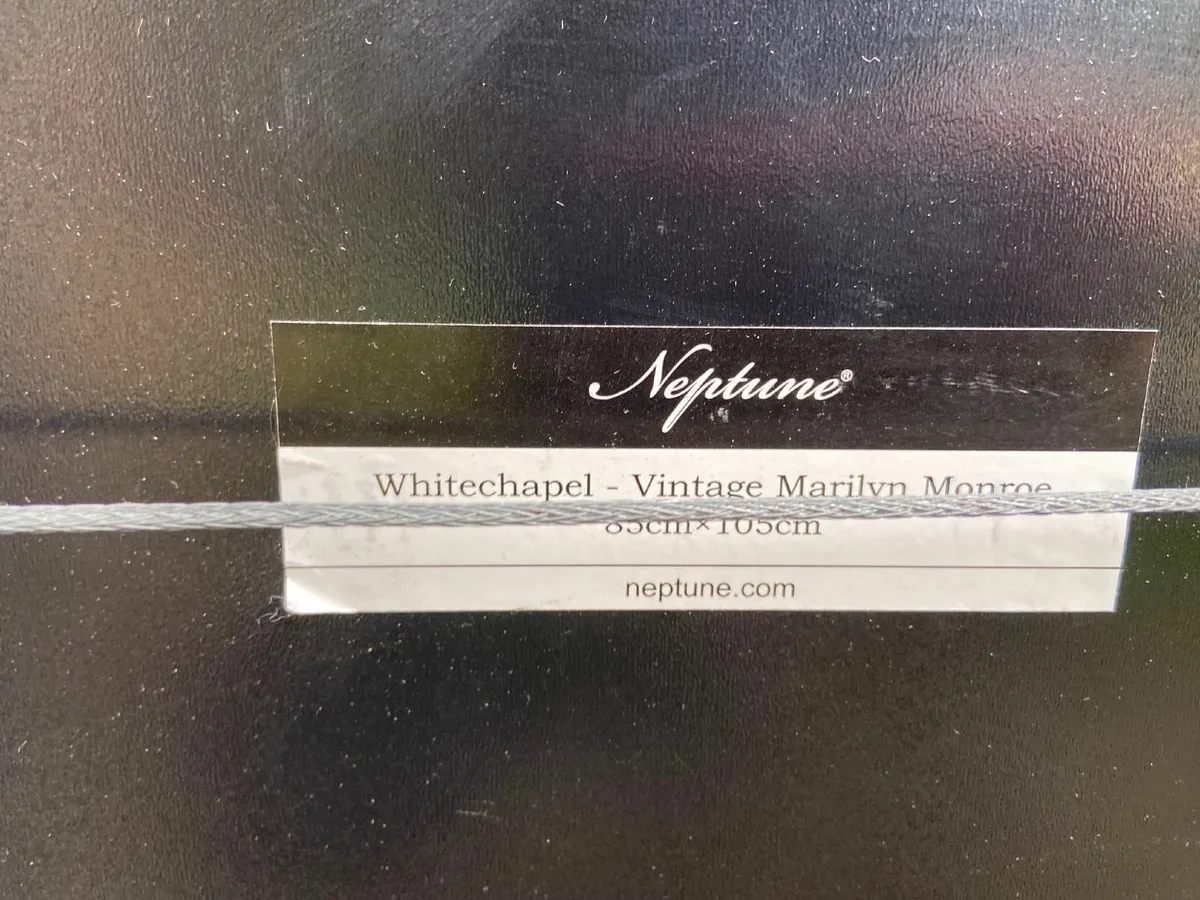 Neptune®
Whitechapel - Vintage Marilyn Monroe
85cm×105cm
neptune.com